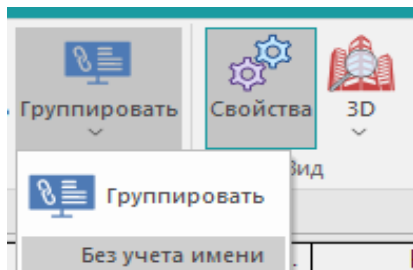 Группировать
Свойства
3D
Вид
Группировать
Без учета имени